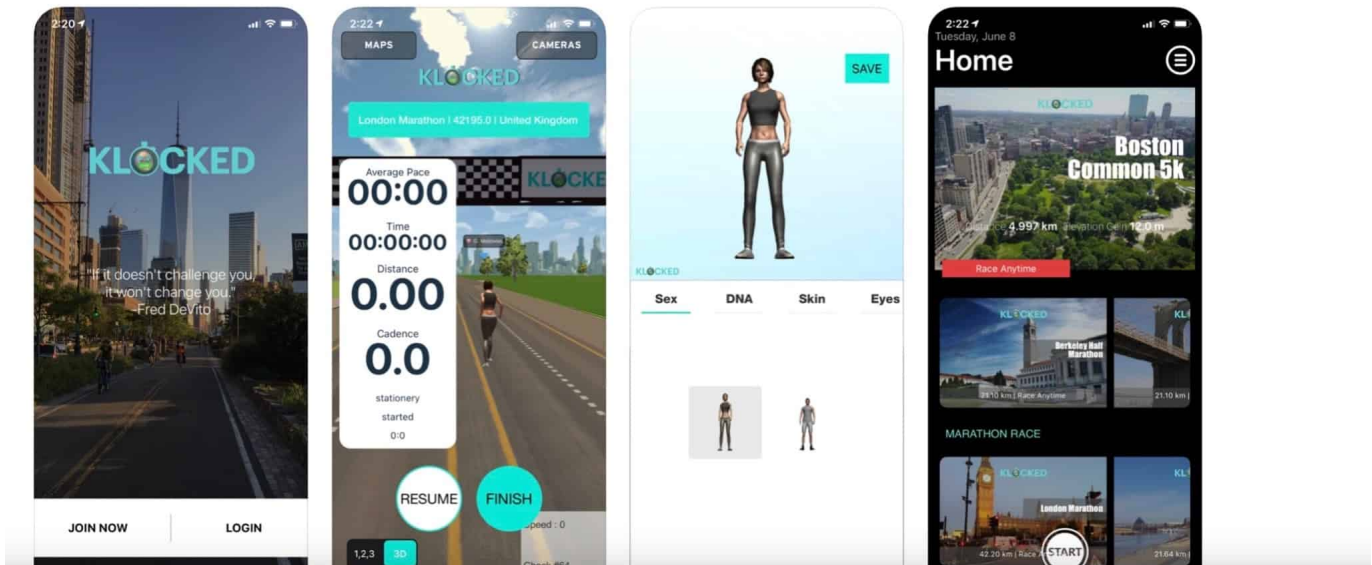 2:20
KLOCKED
"If it doesn't challenge you,
it won't change you."
-Fred DeVito
JOIN NOW
LOGIN
2:22
MAPS
CAMERAS
KLOCKED
London Marathon | 42195.0 | United Kingdom
KLOCKE
Average Pace
00:00
Time
00:00:00
Distance
0.00
Cadence
0.0
stationery
started
0:0
RESUME
FINISH
Speed : 0
1,2,3
3D
SAVE
KLOCKED
Sex
DNA
Skin
Eyes
2:22
Tuesday, June 8
Home
KLOCKED
Boston
Common 5k
Distance 4.997 km Elevation Gain 12.0 m
Race Anytime
KLOCKED
Berkeley Half
Marathon
Race Anytime
21.10 km |
MARATHON RACE
KLOCKED
London Marathon
42.20 km | Race
START
21.64 km |